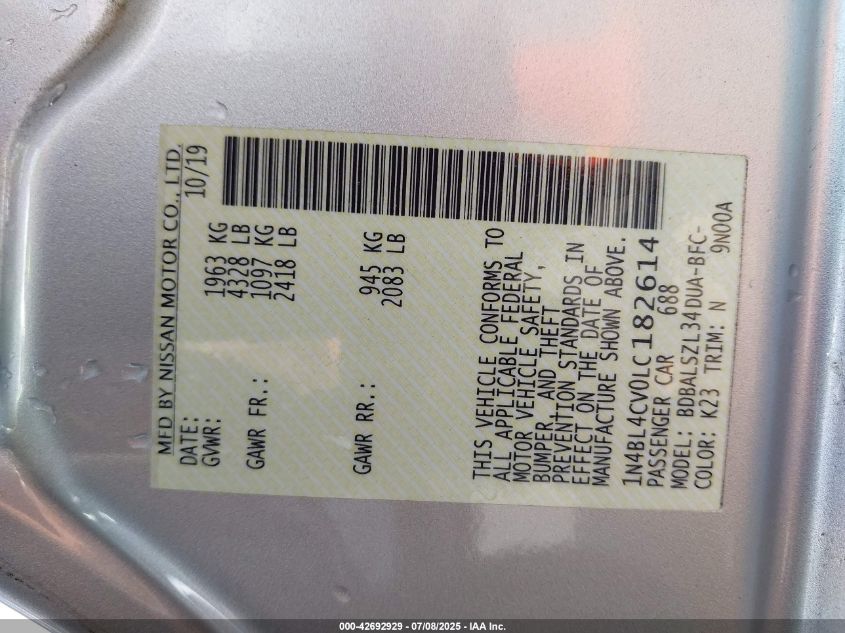 MFD BY NISSAN MOTOR CO., LTD.
DATE: 10/19
GVWR: 1963 KG
4328 LB
GAWR FR.: 1097 KG
2418 LB
GAWR RR.: 945 KG
2083 LB
THIS VEHICLE CONFORMS TO
ALL APPLICABLE FEDERAL
MOTOR VEHICLE SAFETY,
BUMPER, AND THEFT
PREVENTION STANDARDS IN
EFFECT ON THE DATE OF
MANUFACTURE SHOWN ABOVE.
1N4BL4CV0LC182614
PASSENGER CAR 688
MODEL: BDBALSZL34DUA-BFC-
COLOR: K23 TRIM: N 9N00A
000-42692929 - 07/08/2025 - IAA Inc.